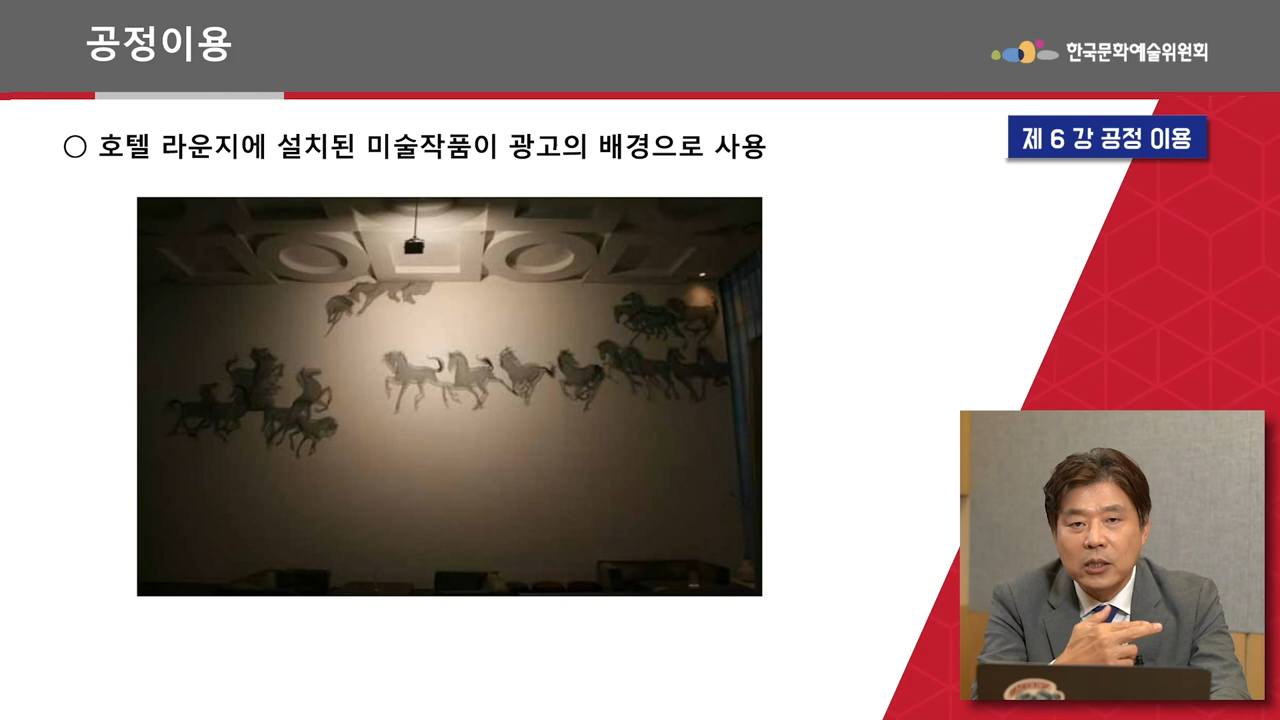 공정이용
한국문화예술위원회
○ 호텔 라운지에 설치된 미술작품이 광고의 배경으로 사용
제 6 강 공정 이용